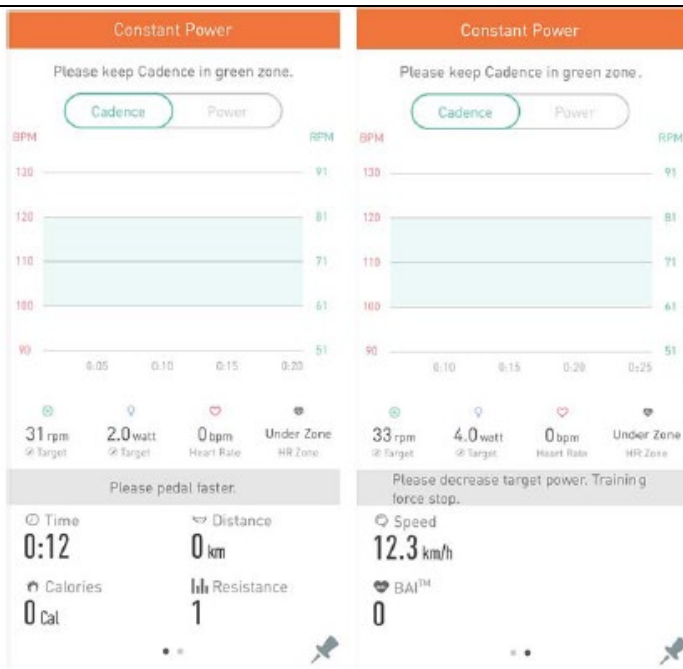 Constant Power
Please keep Cadence in green zone.
Cadence Power
BPM RPM
130 91
120 81
110 71
100 61
90 51
0:05 0:10 0:15 0:20
31 rpm 2.0 watt 0 bpm Under Zone
Target Target Heart Rate HR Zone
Please pedal faster.
Time Distance
0:12 0 km
Calories Resistance
0 Cal 1
Constant Power
Please keep Cadence in green zone.
Cadence Power
BPM RPM
130 91
120 81
110 71
100 61
90 51
0:10 0:15 0:20 0:25
33 rpm 4.0 watt 0 bpm Under Zone
Target Target Heart Rate HR Zone
Please decrease target power. Training
force stop.
Speed
12.3 km/h
BAI™
0